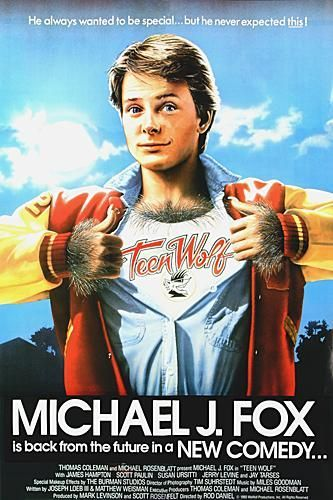 He always wanted to be special... but he never expected this!
Teen Wolf
MICHAEL J. FOX
is back from the future in a NEW COMEDY...
THOMAS COLEMAN and MICHAEL ROSENBLATT present MICHAEL J. FOX in "TEEN WOLF"
with JAMES HAMPTON SCOTT PAULIN SUSAN URSITTI JERRY LEVINE and JAY TARSES
Special Makeup Effects by THE BURMAN STUDIOS Director of Photography TIM SUHRSTEDT Music by MILES GOODMAN
Written by JOSEPH LOEB III & MATTHEW WEISMAN Executive Producers THOMAS COLEMAN and MICHAEL ROSENBLATT
Produced by MARK LEVINSON and SCOTT ROSENFELT Directed by ROD DANIEL